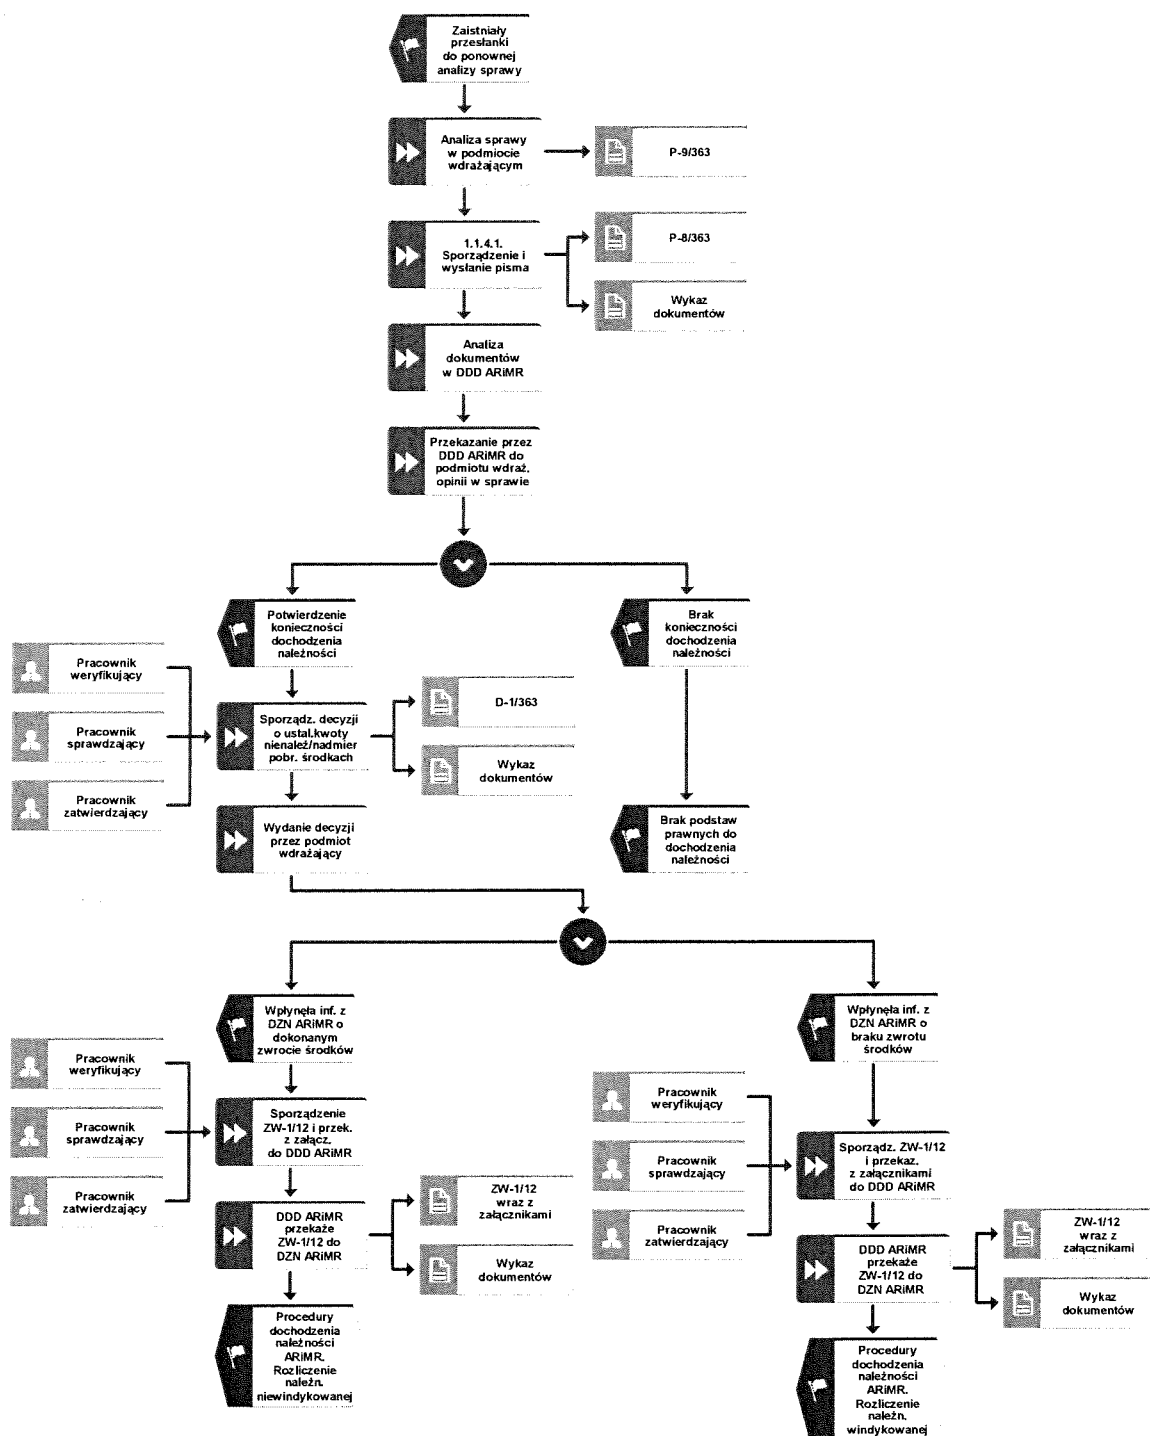 Zaistniały
przesłanki
do ponownej
analizy sprawy
Analiza sprawy
w podmiocie
wdrażającym
P-9/363
1.1.4.1.
Sporządzenie i
wysłanie pisma
P-8/363
Wykaz
dokumentów
Analiza
dokumentów
w DDD ARiMR
Przekazanie przez
DDD ARiMR do
podmiotu wdraż.
opinii w sprawie
Potwierdzenie
konieczności
dochodzenia
należności
Brak
konieczności
dochodzenia
należności
Pracownik
weryfikujący
Pracownik
sprawdzający
Pracownik
zatwierdzający
Sporządz. decyzji
o ustal.kwoty
nienależ/nadmier
pobr. środkach
D-1/363
Wykaz
dokumentów
Wydanie decyzji
przez podmiot
wdrażający
Brak podstaw
prawnych do
dochodzenia
należności
Wpłynęła inf. z
DZN ARiMR o
dokonanym
zwrocie środków
Wpłynęła inf. z
DZN ARiMR o
braku zwrotu
środków
Pracownik
weryfikujący
Pracownik
sprawdzający
Pracownik
zatwierdzający
Sporządzenie
ZW-1/12 i przek.
z załącz.
do DDD ARiMR
Pracownik
weryfikujący
Pracownik
sprawdzający
Pracownik
zatwierdzający
Sporządz. ZW-1/12
i przekaz.
z załącznikami
do DDD ARiMR
DDD ARiMR
przekaże
ZW-1/12 do
DZN ARiMR
ZW-1/12
wraz z
załącznikami
Wykaz
dokumentów
DDD ARiMR
przekaże
ZW-1/12 do
DZN ARiMR
ZW-1/12
wraz z
załącznikami
Wykaz
dokumentów
Procedury
dochodzenia
należności
ARiMR.
Rozliczenie
należn.
niewindykowanej
Procedury
dochodzenia
należności
ARiMR.
Rozliczenie
należn.
windykowanej